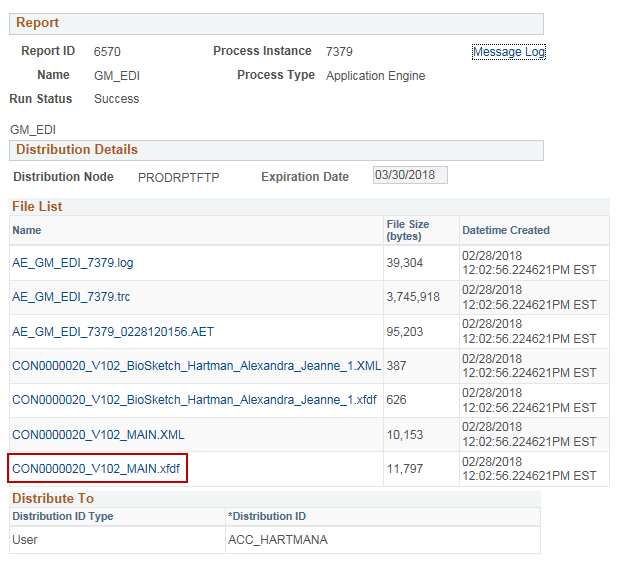 Report
Report ID 6570 Process Instance 7379 Message Log
Name GM_EDI Process Type Application Engine
Run Status Success
GM_EDI
Distribution Details
Distribution Node PRODRPTFTP Expiration Date 03/30/2018
File List
Name File Size (bytes) Datetime Created
AE_GM_EDI_7379.log 39,304 02/28/2018 12:02:56.224621PM EST
AE_GM_EDI_7379.trc 3,745,918 02/28/2018 12:02:56.224621PM EST
AE_GM_EDI_7379_0228120156.AET 95,203 02/28/2018 12:02:56.224621PM EST
CON0000020_V102_BioSketch_Hartman_Alexandra_Jeanne_1.XML 387 02/28/2018 12:02:56.224621PM EST
CON0000020_V102_BioSketch_Hartman_Alexandra_Jeanne_1.xfdf 626 02/28/2018 12:02:56.224621PM EST
CON0000020_V102_MAIN.XML 10,153 02/28/2018 12:02:56.224621PM EST
CON0000020_V102_MAIN.xfdf 11,797 02/28/2018 12:02:56.224621PM EST
Distribute To
Distribution ID Type *Distribution ID
User ACC_HARTMANA